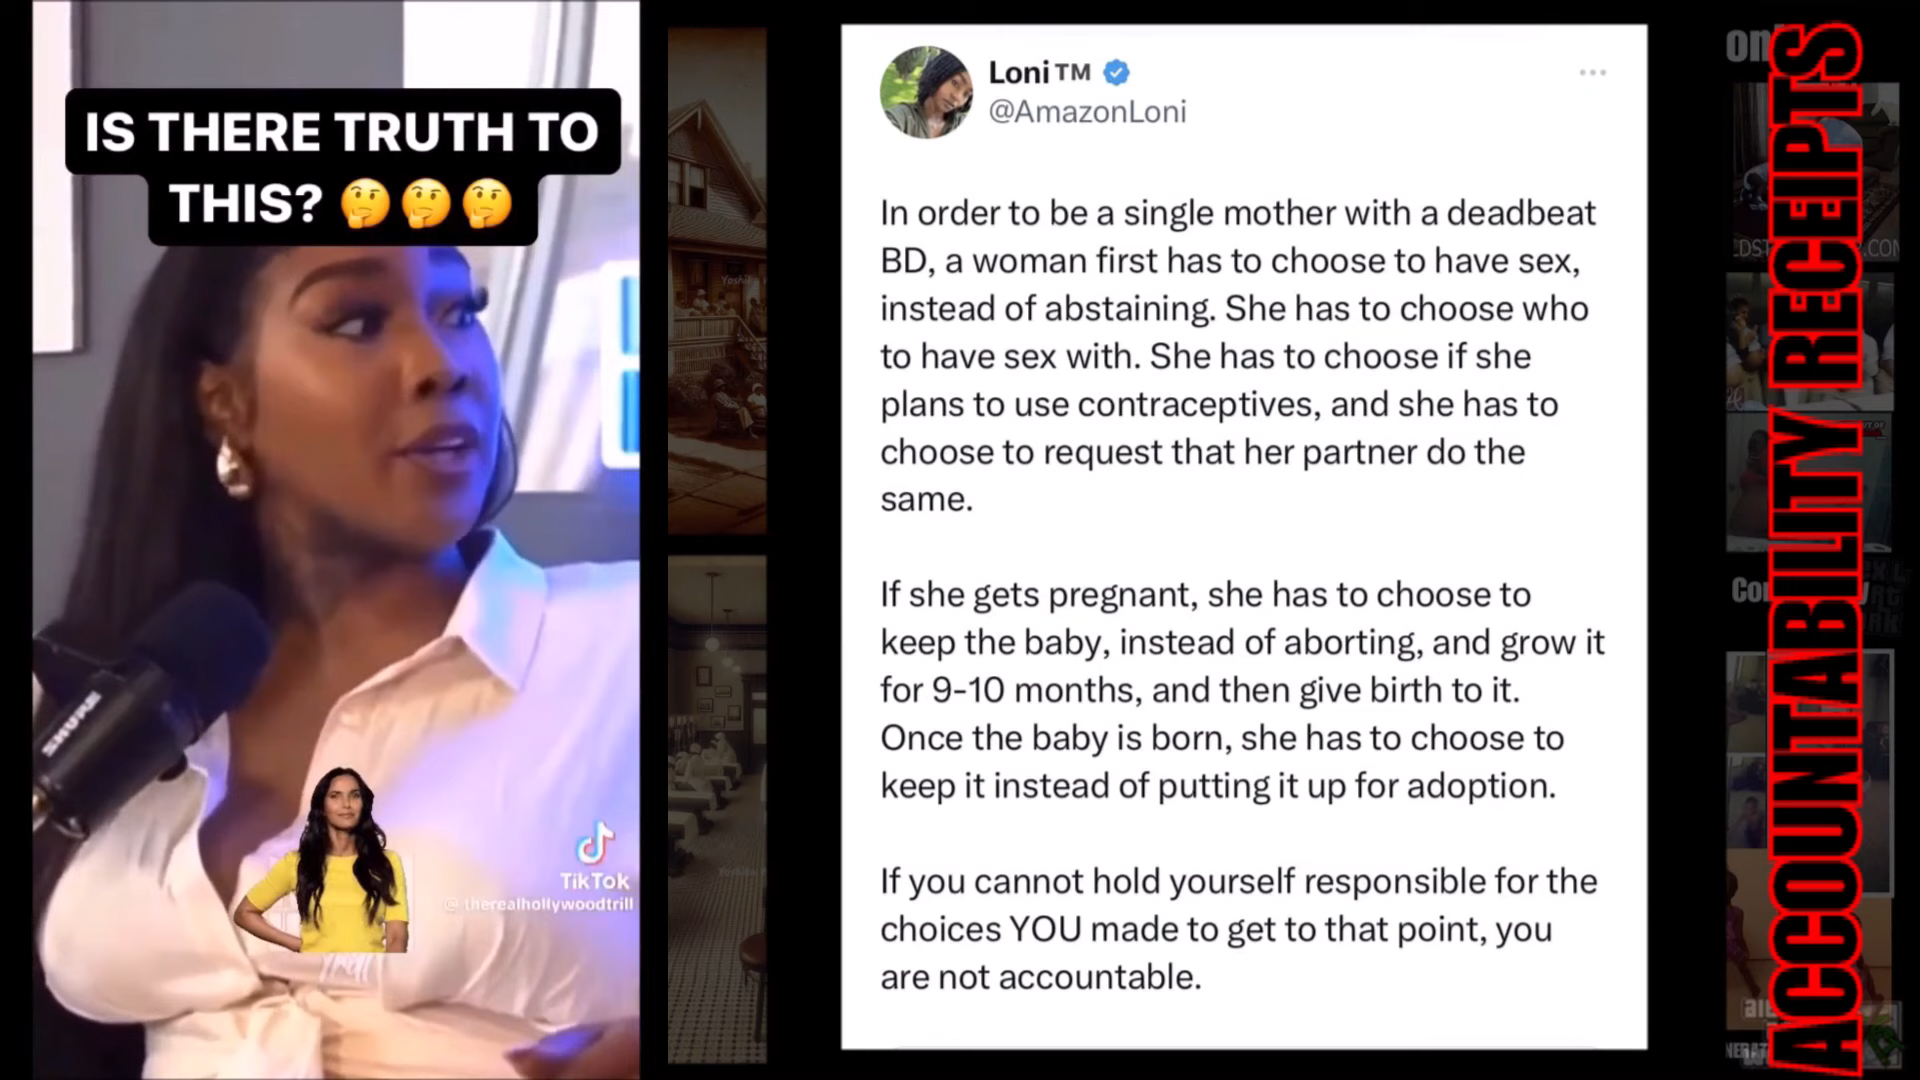 IS THERE TRUTH TO
THIS? 🤔🤔🤔
SHURE
TikTok
@ therealhollywoodtrill
Loni™
@AmazonLoni
In order to be a single mother with a deadbeat
BD, a woman first has to choose to have sex,
instead of abstaining. She has to choose who
to have sex with. She has to choose if she
plans to use contraceptives, and she has to
choose to request that her partner do the
same.
If she gets pregnant, she has to choose to
keep the baby, instead of aborting, and grow it
for 9-10 months, and then give birth to it.
Once the baby is born, she has to choose to
keep it instead of putting it up for adoption.
If you cannot hold yourself responsible for the
choices YOU made to get to that point, you
are not accountable.
ACCOUNTABILITY RECEIPTS